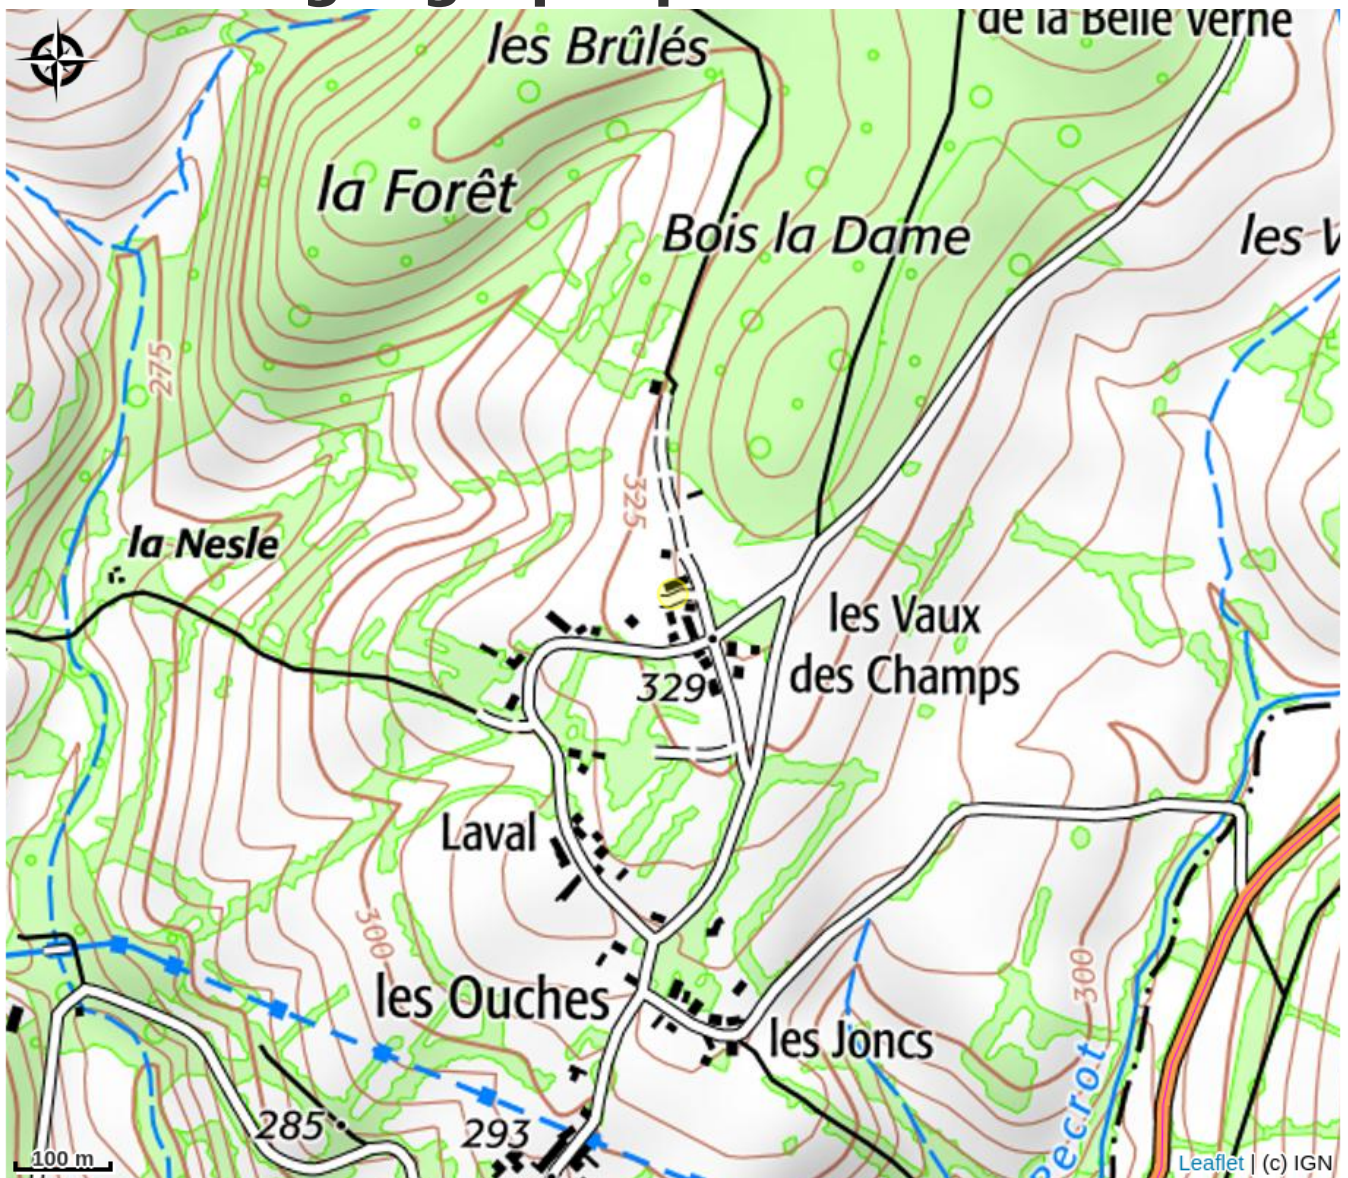 de la Belle Verne
les Brûlés
la Forêt
Bois la Dame
les V
275
325
la Nesle
les Vaux
des Champs
329
Laval
300
les Ouches
300
les Joncs
285
293
Pecrot
100 m
Leaflet | (c) IGN